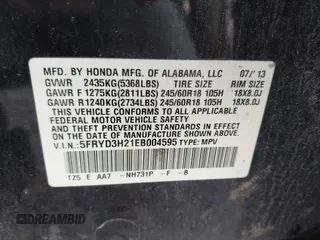 MFD. BY HONDA MFG. OF ALABAMA, LLC 07/'13
GVWR 2435KG(5368LBS) TIRE SIZE RIM SIZE
GAWR F 1275KG(2811LBS) 245/60R18 105H 18X8.0J
GAWR R 1240KG(2734LBS) 245/60R18 105H 18X8.0J
THIS VEHICLE CONFORMS TO ALL APPLICABLE
FEDERAL MOTOR VEHICLE SAFETY AND THEFT
PREVENTION STANDARDS IN EFFECT ON THE DATE OF
MANUFACTURE SHOWN ABOVE.
V.I.N.: 5FRYD3H21EB004595 TYPE: MPV
TZ5 E AA7 -NH731P -F -B
CARADBID